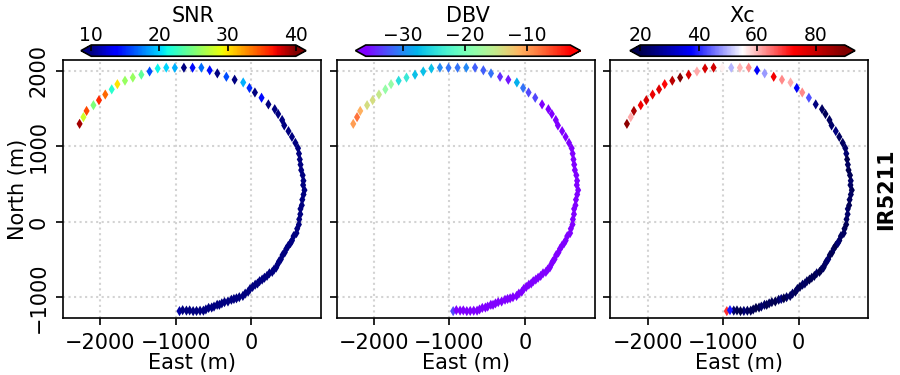 SNR DBV Xc
10 20 30 40 −30 −20 −10 20 40 60 80
2000
1000
0
−1000
North (m)
IR5211
−2000 −1000 0 −2000 −1000 0 −2000 −1000 0
East (m) East (m) East (m)